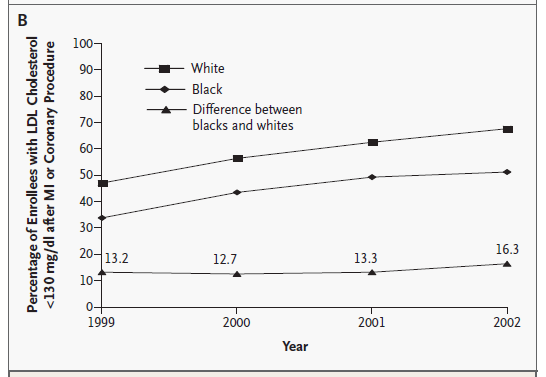 B
Percentage of Enrollees with LDL Cholesterol
<130 mg/dl after MI or Coronary Procedure
100
90
80
70
60
50
40
30
20
10
0
White
Black
Difference between
blacks and whites
13.2
12.7
13.3
16.3
1999
2000
2001
2002
Year